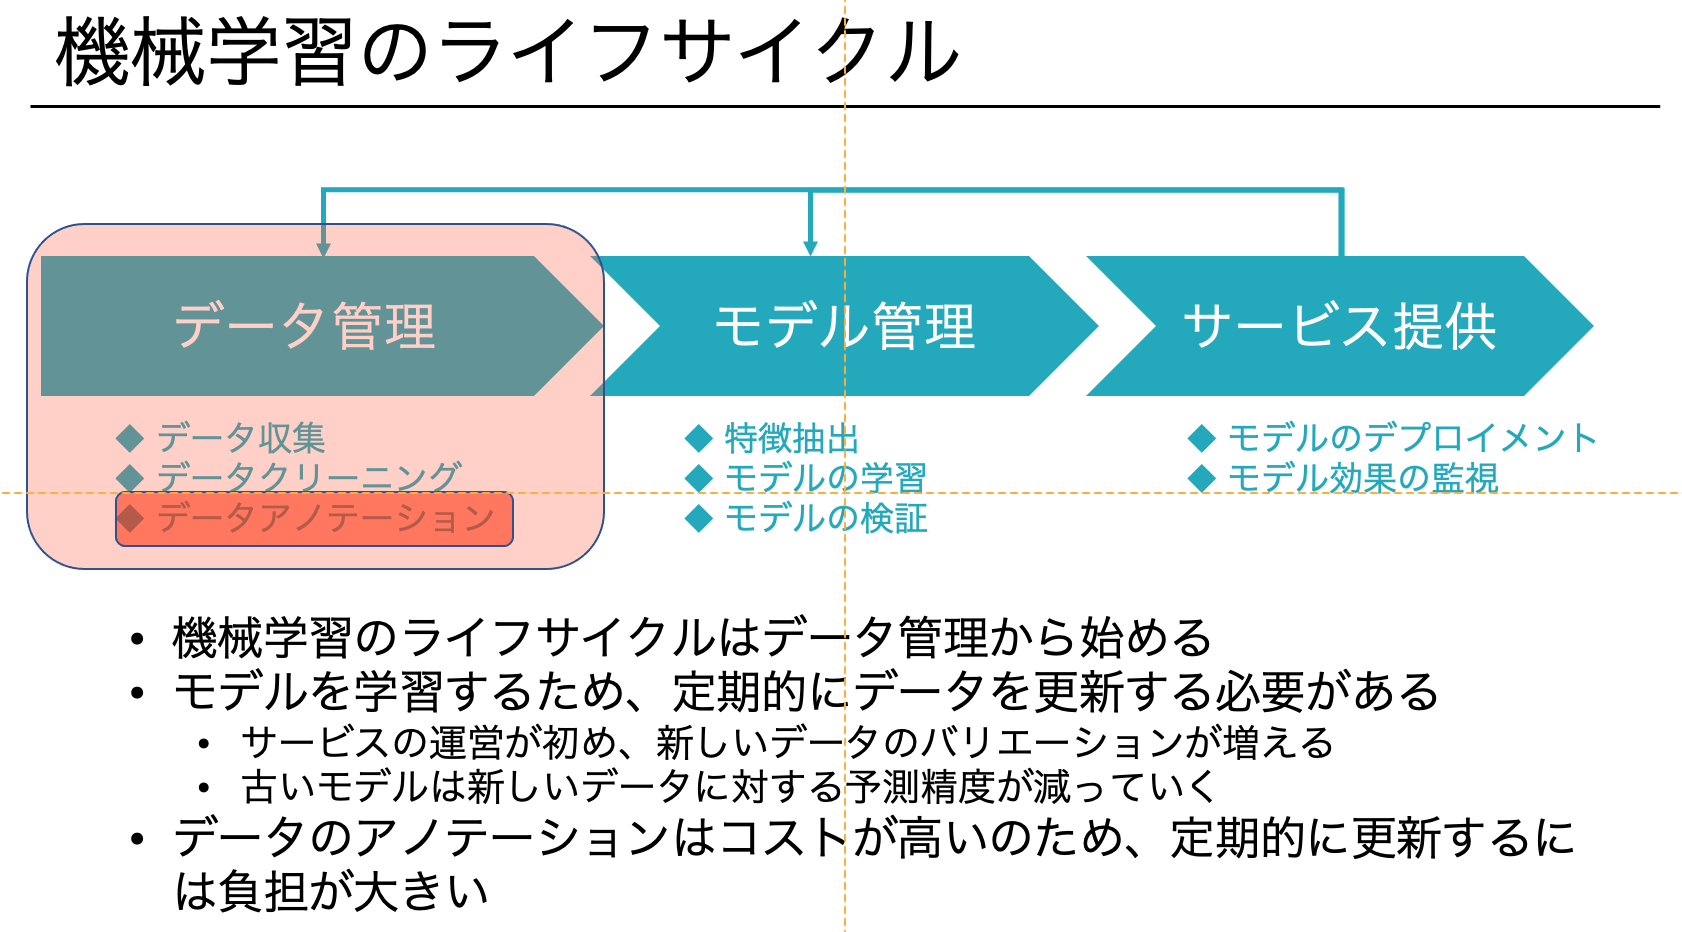 機械学習のライフサイクル
データ管理
モデル管理
サービス提供
◆ データ収集
◆ データクリーニング
◆ データアノテーション
◆ 特徴抽出
◆ モデルの学習
◆ モデルの検証
◆ モデルのデプロイメント
◆ モデル効果の監視
• 機械学習のライフサイクルはデータ管理から始める
• モデルを学習するため、定期的にデータを更新する必要がある
• サービスの運営が初め、新しいデータのバリエーションが増える
• 古いモデルは新しいデータに対する予測精度が減っていく
• データのアノテーションはコストが高いのため、定期的に更新するに
は負担が大きい